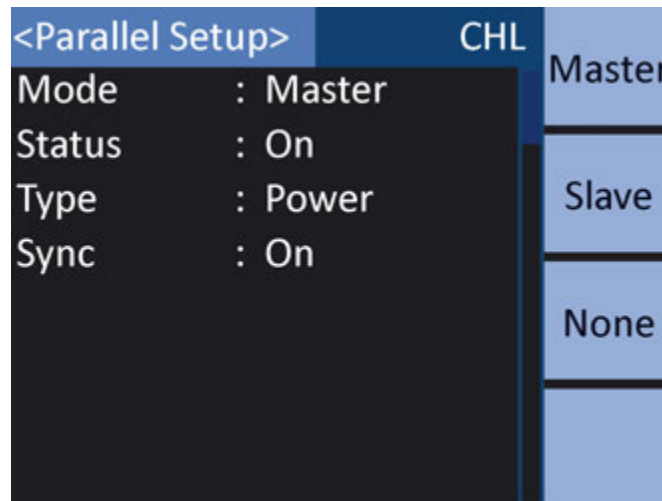 <Parallel Setup> CHL
Mode : Master
Status : On
Type : Power
Sync : On
Master
Slave
None